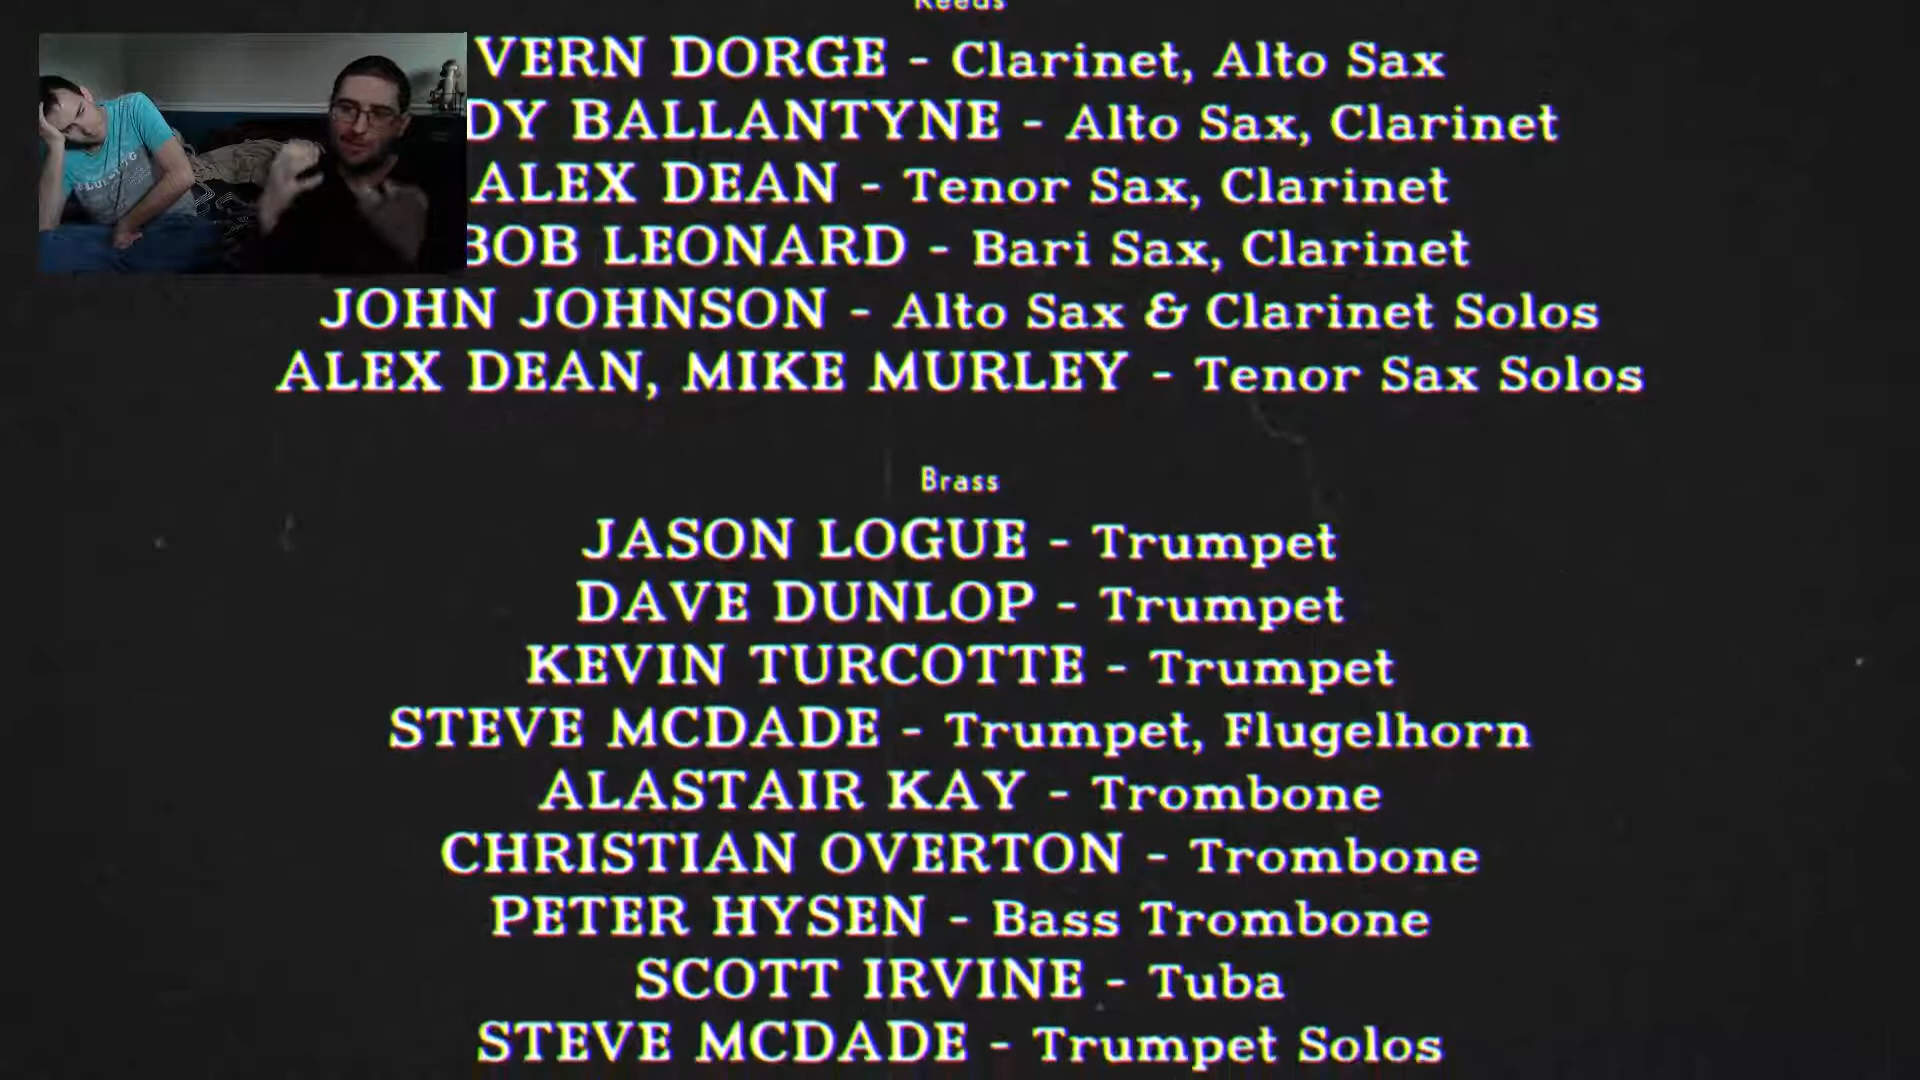 Reeds
VERN DORGE - Clarinet, Alto Sax
DY BALLANTYNE - Alto Sax, Clarinet
ALEX DEAN - Tenor Sax, Clarinet
BOB LEONARD - Bari Sax, Clarinet
JOHN JOHNSON - Alto Sax & Clarinet Solos
ALEX DEAN, MIKE MURLEY - Tenor Sax Solos
Brass
JASON LOGUE - Trumpet
DAVE DUNLOP - Trumpet
KEVIN TURCOTTE - Trumpet
STEVE MCDADE - Trumpet, Flugelhorn
ALASTAIR KAY - Trombone
CHRISTIAN OVERTON - Trombone
PETER HYSEN - Bass Trombone
SCOTT IRVINE - Tuba
STEVE MCDADE - Trumpet Solos